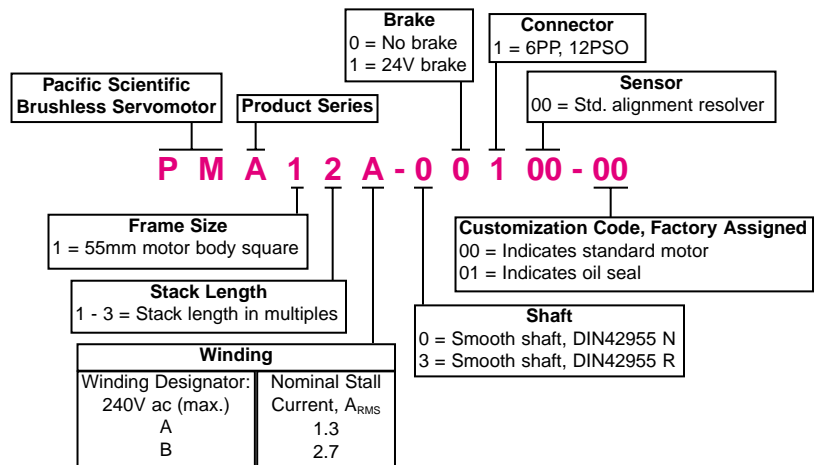 Brake
0 = No brake
1 = 24V brake
Connector
1 = 6PP, 12PSO
Pacific Scientific
Brushless Servomotor
Product Series
Sensor
00 = Std. alignment resolver
P M A 1 2 A - 0 0 1 00 - 00
Frame Size
1 = 55mm motor body square
Customization Code, Factory Assigned
00 = Indicates standard motor
01 = Indicates oil seal
Stack Length
1 - 3 = Stack length in multiples
Shaft
0 = Smooth shaft, DIN42955 N
3 = Smooth shaft, DIN42955 R
Winding
Winding Designator: Nominal Stall
240V ac (max.) Current, ARMS
A 1.3
B 2.7